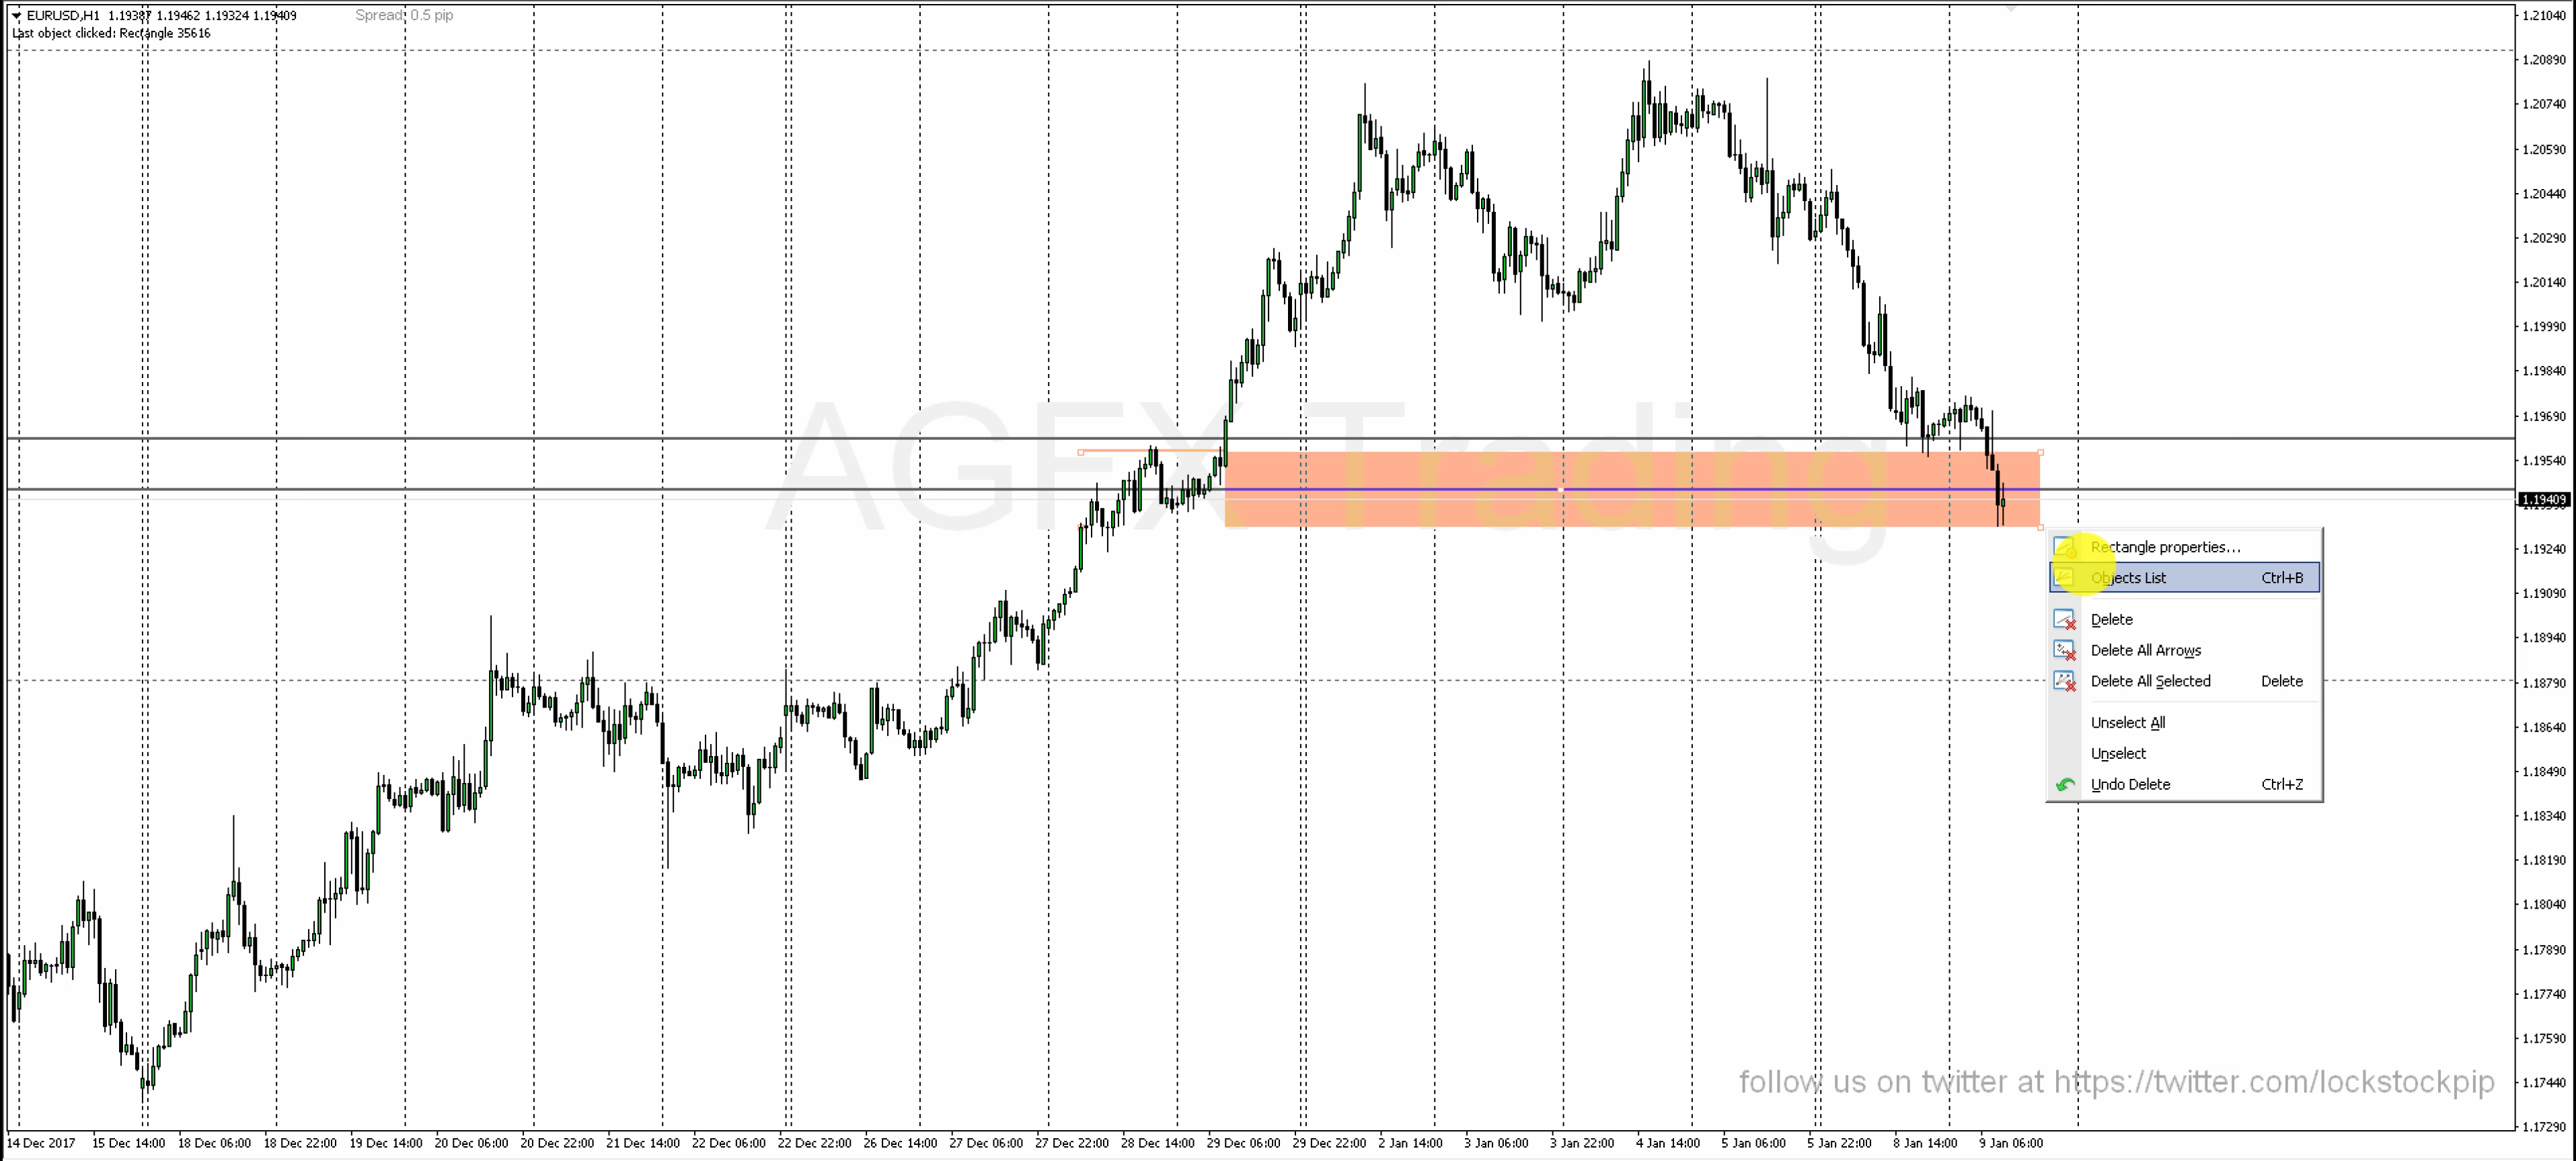 EURUSD,H1 1.19387 1.19462 1.19324 1.19409
Spread: 0.5 pip
Last object clicked: Rectangle 35616
1.21040
1.20890
1.20740
1.20590
1.20440
1.20290
1.20140
1.19990
1.19840
1.19690
1.19540
1.19409
1.19240
1.19090
1.18940
1.18790
1.18640
1.18490
1.18340
1.18190
1.18040
1.17890
1.17740
1.17590
1.17440
1.17290
AGFX Trading
Rectangle properties...
Objects List Ctrl+B
Delete
Delete All Arrows
Delete All Selected Delete
Unselect All
Unselect
Undo Delete Ctrl+Z
follow us on twitter at https://twitter.com/lockstockpip
14 Dec 2017 15 Dec 14:00 18 Dec 06:00 18 Dec 22:00 19 Dec 14:00 20 Dec 06:00 20 Dec 22:00 21 Dec 14:00 22 Dec 06:00 22 Dec 22:00 26 Dec 14:00 27 Dec 06:00 27 Dec 22:00 28 Dec 14:00 29 Dec 06:00 29 Dec 22:00 2 Jan 14:00 3 Jan 06:00 3 Jan 22:00 4 Jan 14:00 5 Jan 06:00 5 Jan 22:00 8 Jan 14:00 9 Jan 06:00